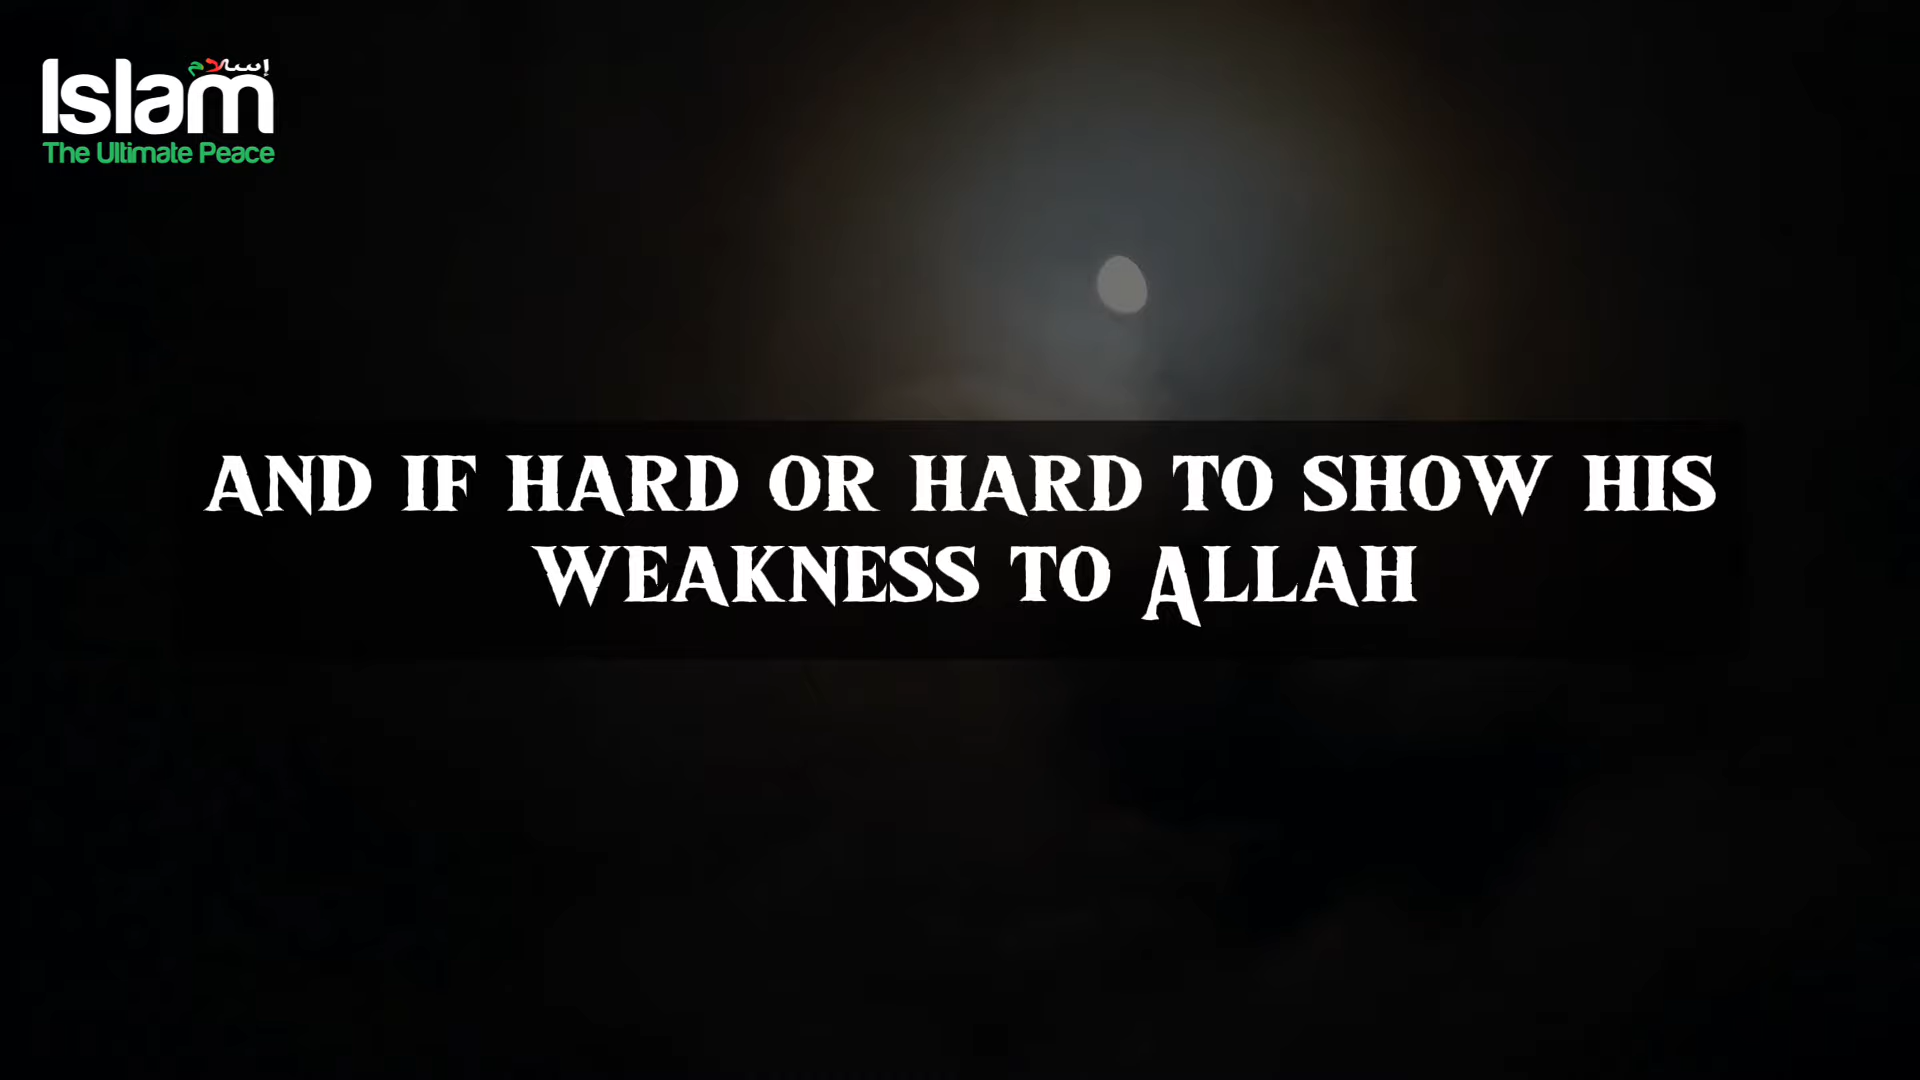 إسلام
Islam
The Ultimate Peace
AND IF HARD OR HARD TO SHOW HIS
WEAKNESS TO ALLAH